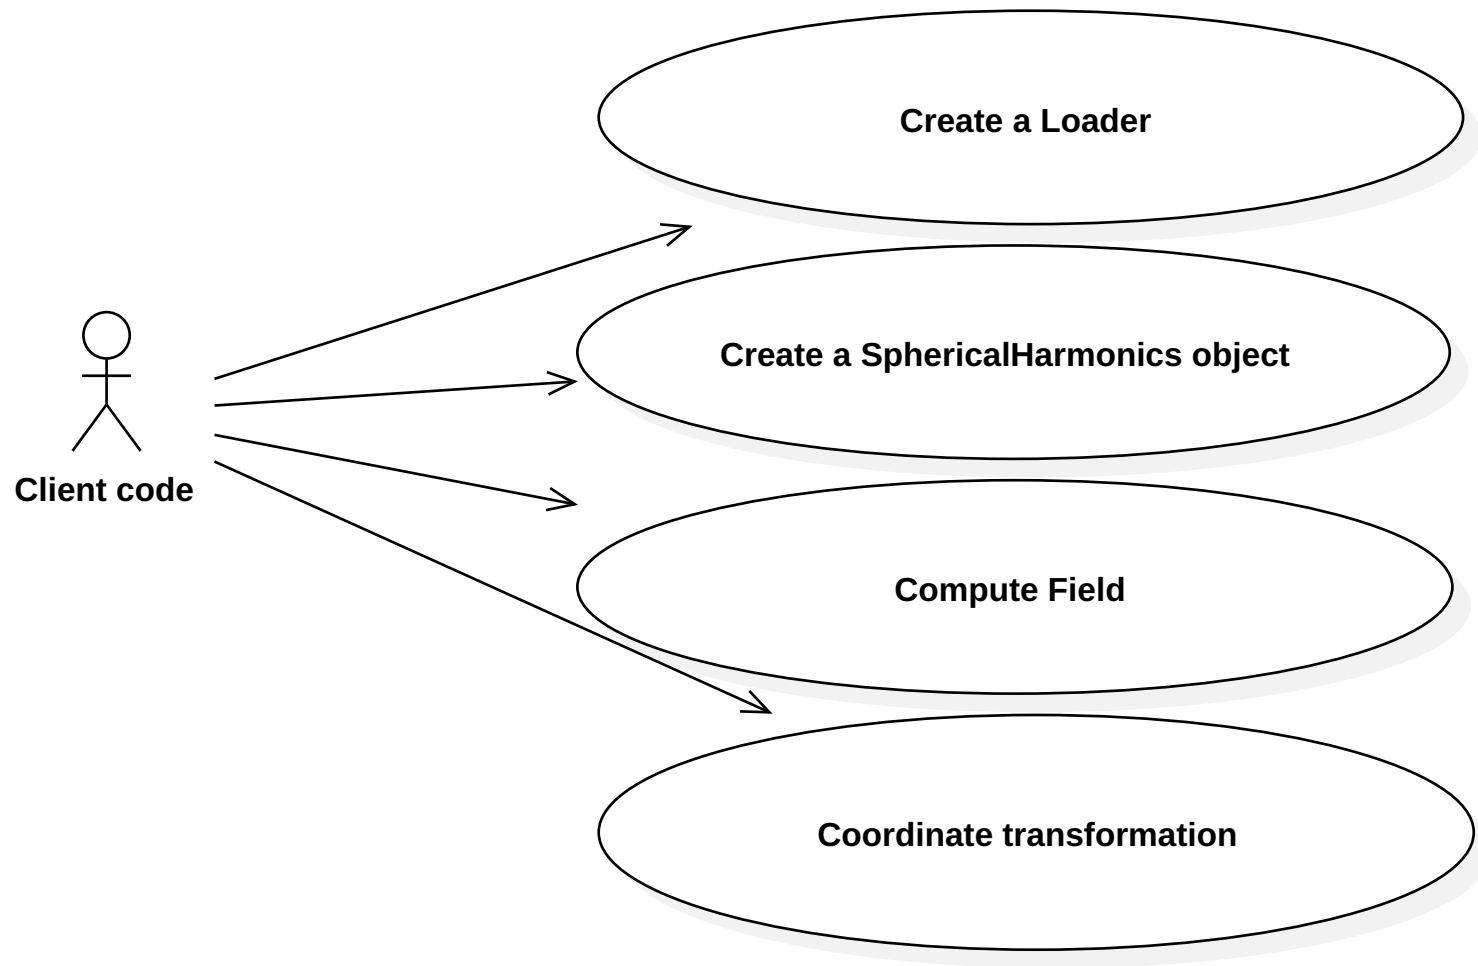 Create a Loader
Create a SphericalHarmonics object
Client code
Compute Field
Coordinate transformation